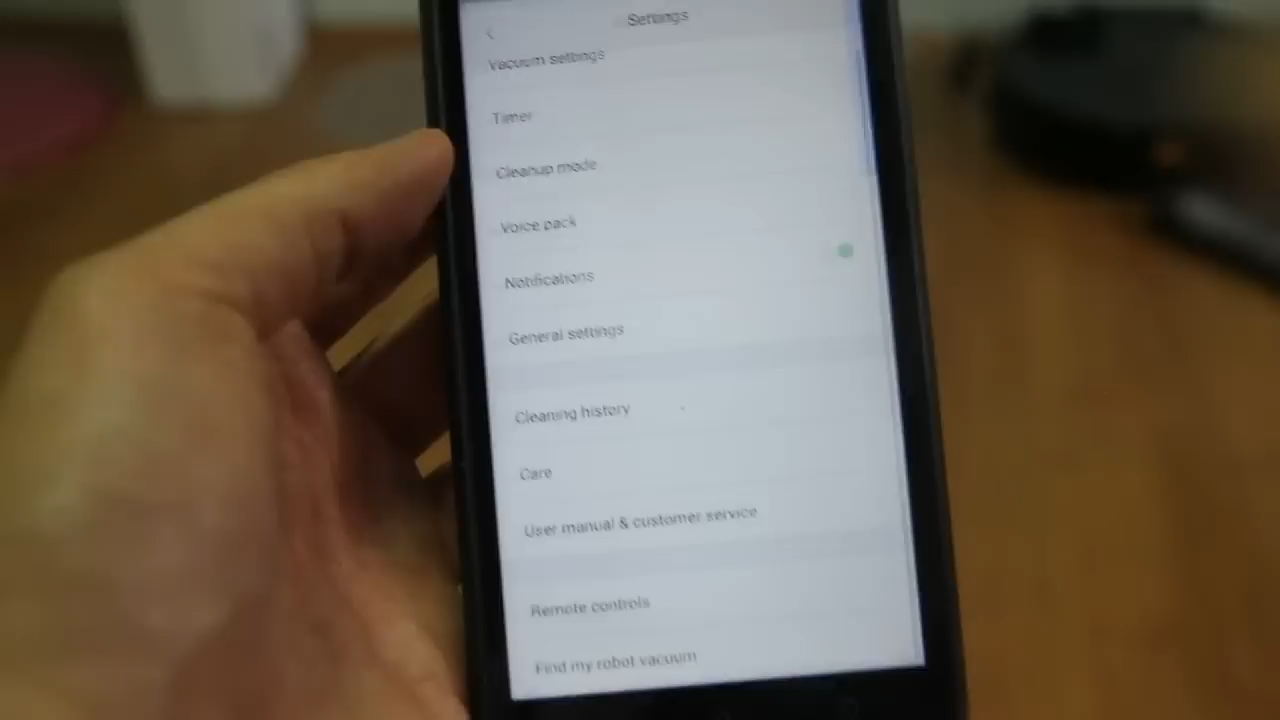 Settings
Vacuum settings
Timer
Cleanup mode
Voice pack
Notifications
General settings
Cleaning history
Care
User manual & customer service
Remote controls
Find my robot vacuum